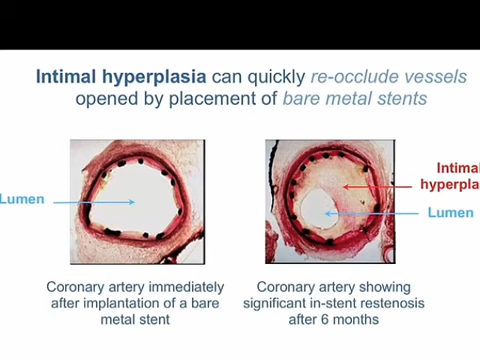 Intimal hyperplasia can quickly re-occlude vessels
opened by placement of bare metal stents
Lumen
Intimal
Lumen
Coronary artery immediately
after implantation of a bare
metal stent
Coronary artery showing
significant in-stent restenosis
after 6 months